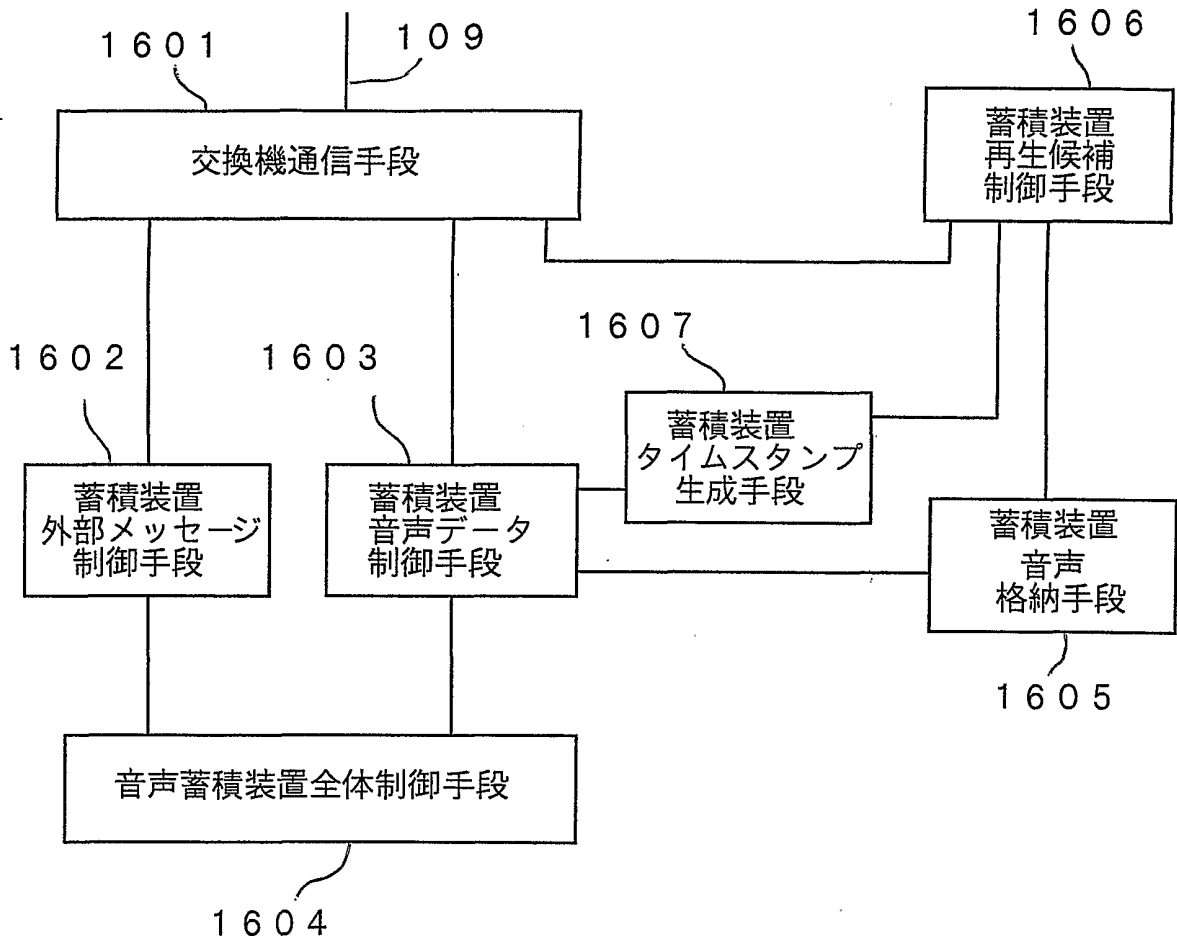 １６０１
１０９
１６０６
交換機通信手段
蓄積装置
再生候補
制御手段
１６０７
１６０２
１６０３
蓄積装置
タイムスタンプ
生成手段
蓄積装置
外部メッセージ
制御手段
蓄積装置
音声データ
制御手段
蓄積装置
音声
格納手段
１６０５
音声蓄積装置全体制御手段
１６０４